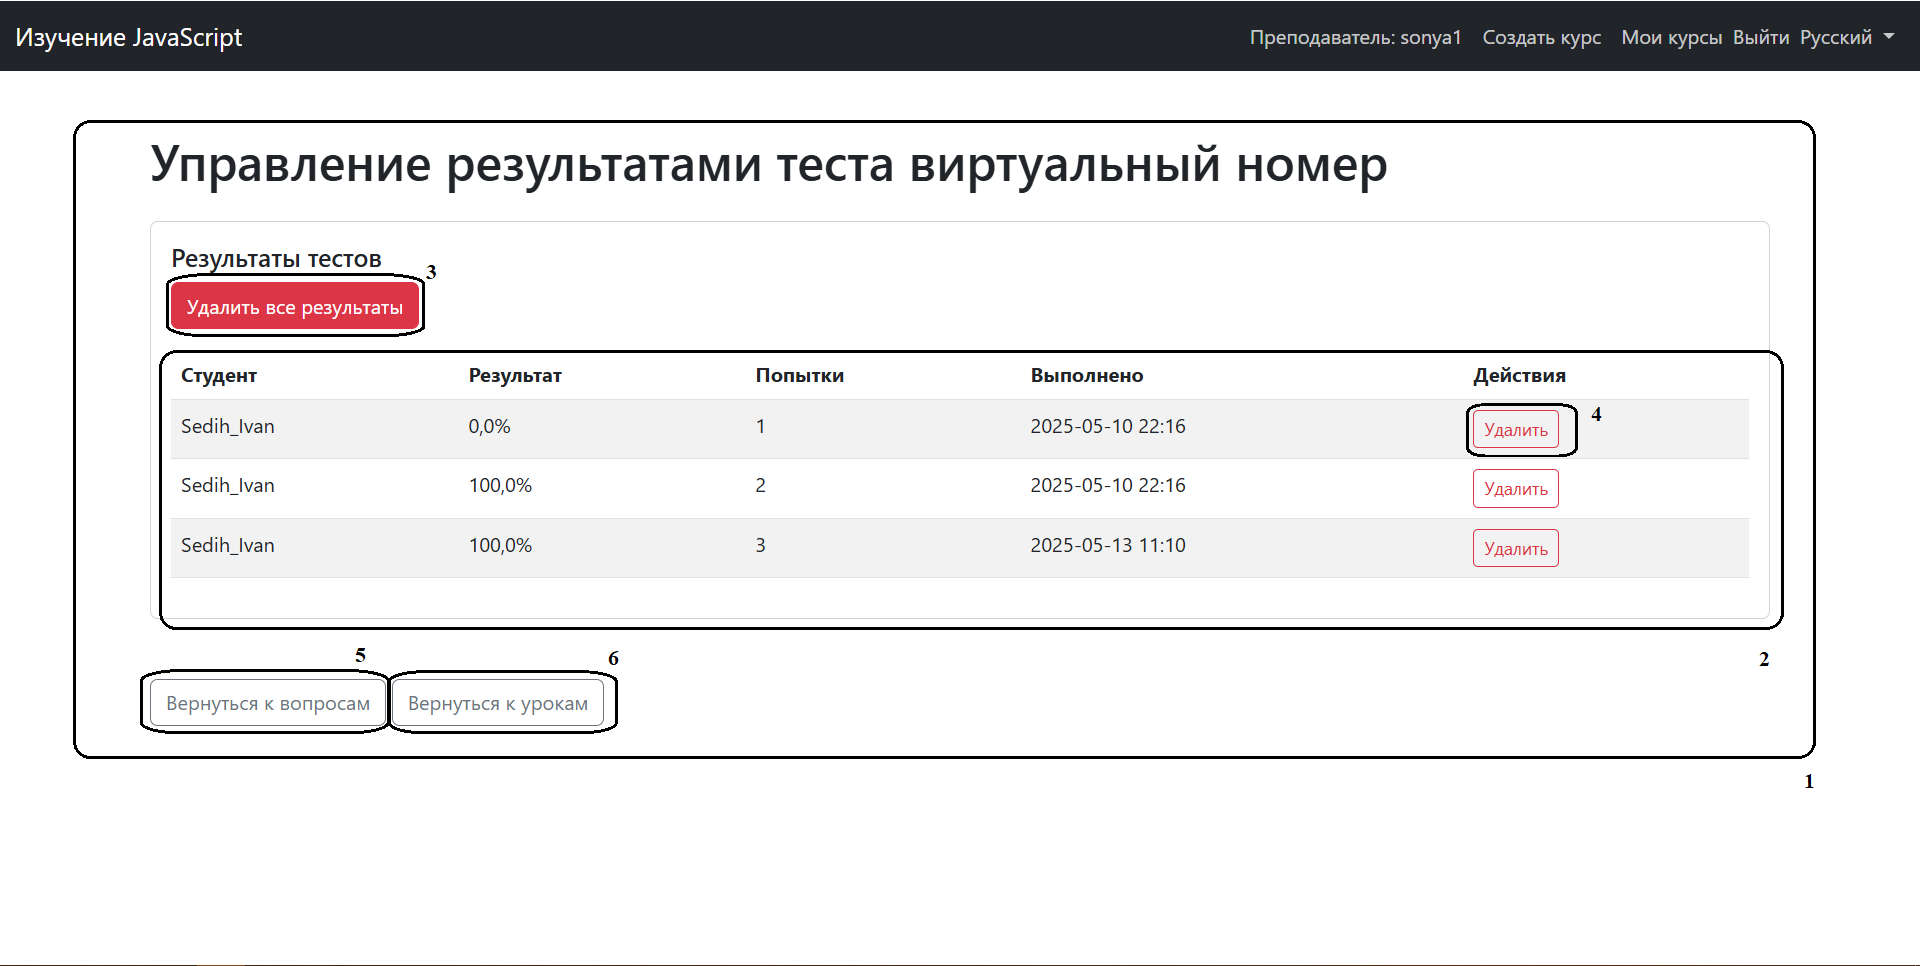 Изучение JavaScript Преподаватель: sonya1 Создать курс Мои курсы Выйти Русский
Управление результатами теста виртуальный номер
Результаты тестов
3
Удалить все результаты
Студент Результат Попытки Выполнено Действия
Sedih_Ivan 0,0% 1 2025-05-10 22:16 Удалить 4
Sedih_Ivan 100,0% 2 2025-05-10 22:16 Удалить
Sedih_Ivan 100,0% 3 2025-05-13 11:10 Удалить
5 6 2
Вернуться к вопросам Вернуться к урокам
1